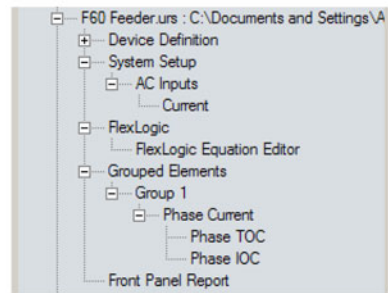 F60 Feeder.urs : C:\Documents and Settings\A
Device Definition
System Setup
AC Inputs
Current
FlexLogic
FlexLogic Equation Editor
Grouped Elements
Group 1
Phase Current
Phase TOC
Phase IOC
Front Panel Report